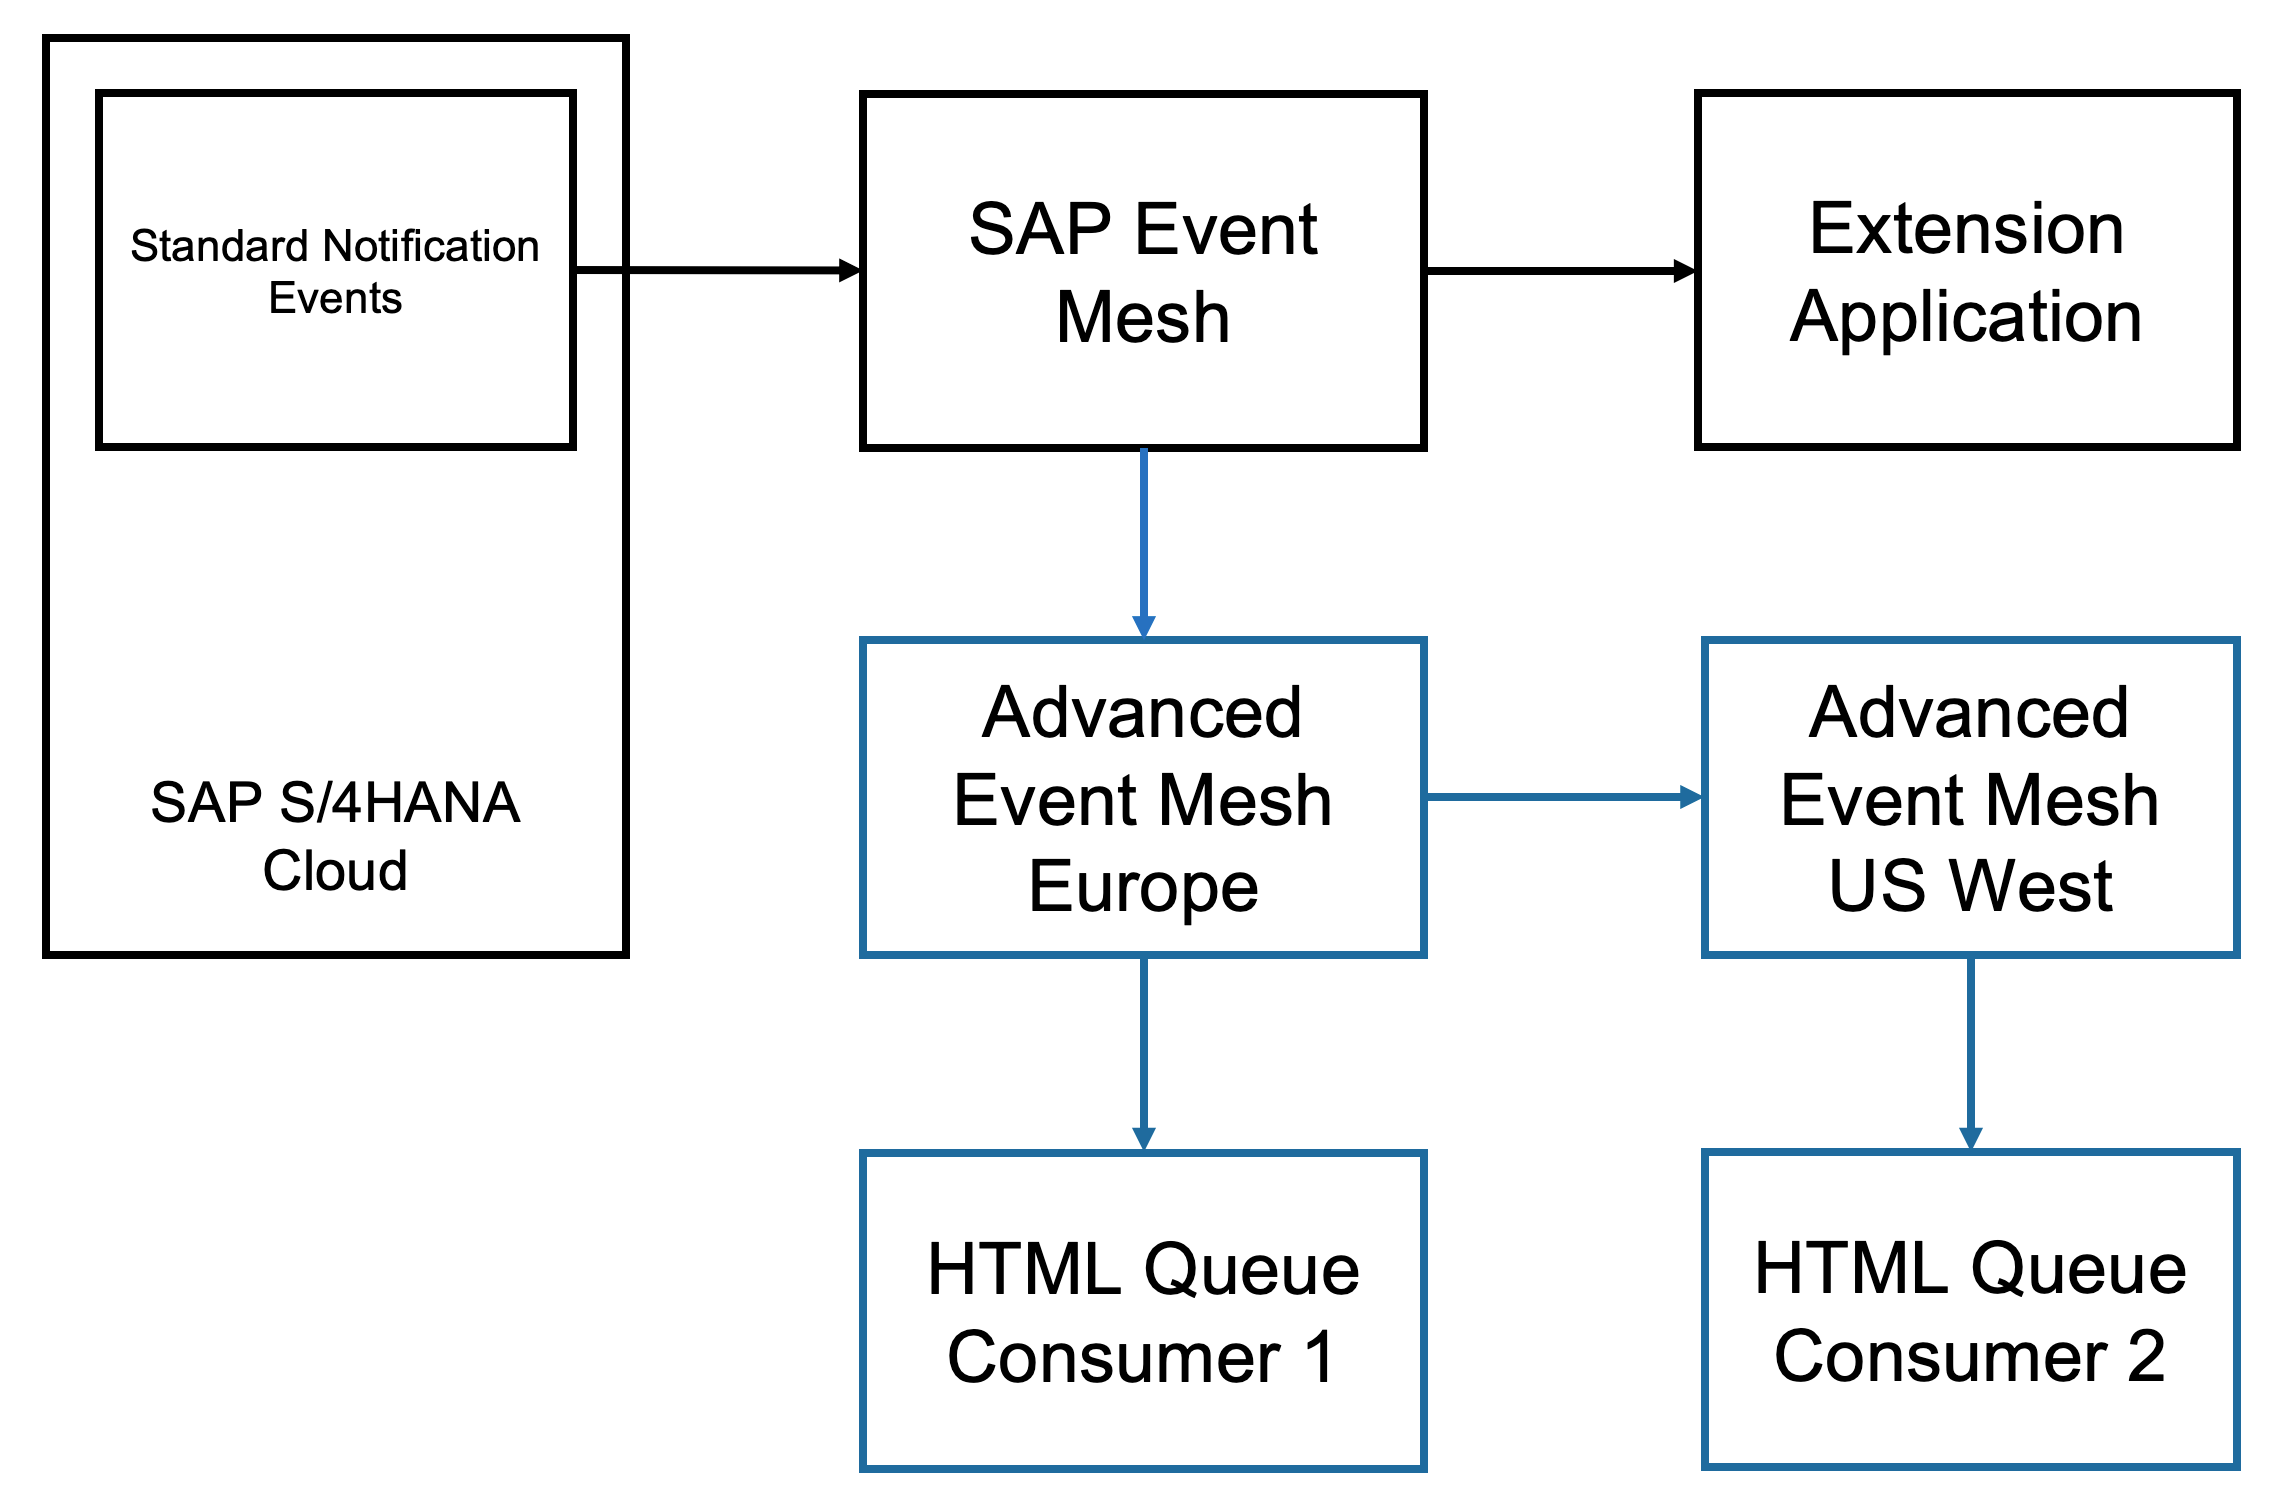 Standard Notification
Events
SAP S/4HANA
Cloud
SAP Event
Mesh
Extension
Application
Advanced
Event Mesh
Europe
Advanced
Event Mesh
US West
HTML Queue
Consumer 1
HTML Queue
Consumer 2